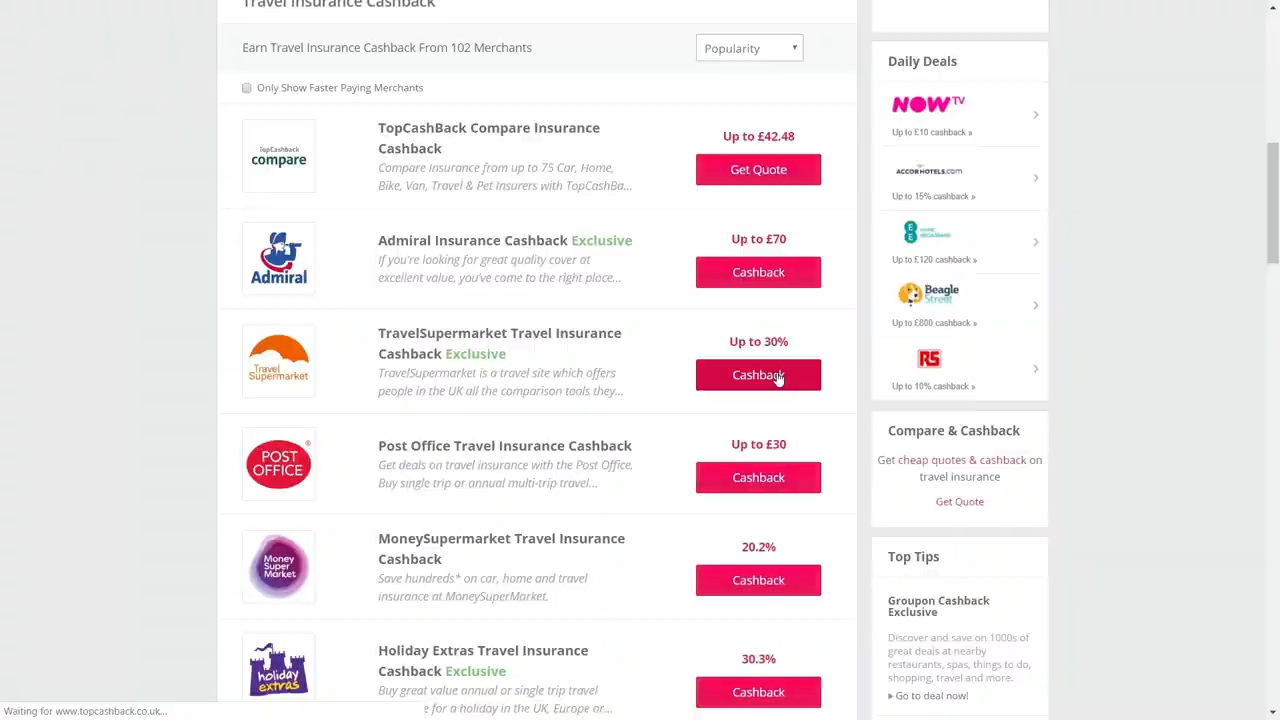 Travel Insurance Cashback
Earn Travel Insurance Cashback From 102 Merchants
Popularity
Only Show Faster Paying Merchants
TopCashback
compare
TopCashBack Compare Insurance
Cashback
Compare Insurance from up to 75 Car, Home,
Bike, Van, Travel & Pet Insurers with TopCashBa...
Up to £42.48
Get Quote
Admiral
Admiral Insurance Cashback Exclusive
If you're looking for great quality cover at
excellent value, you've come to the right place...
Up to £70
Cashback
Travel
Supermarket
TravelSupermarket Travel Insurance
Cashback Exclusive
TravelSupermarket is a travel site which offers
people in the UK all the comparison tools they...
Up to 30%
Cashback
POST
OFFICE
Post Office Travel Insurance Cashback
Get deals on travel insurance with the Post Office.
Buy single trip or annual multi-trip travel...
Up to £30
Cashback
Money
Super
Market
MoneySupermarket Travel Insurance
Cashback
Save hundreds* on car, home and travel
insurance at MoneySuperMarket.
20.2%
Cashback
holiday
extras
Holiday Extras Travel Insurance
Cashback Exclusive
Buy great value annual or single trip travel
e for a holiday in the UK, Europe or...
30.3%
Cashback
Daily Deals
NOW TV
Up to £10 cashback »
ACCORHOTELS.com
Up to 15% cashback »
EE
Up to £120 cashback »
Beagle
Street
Up to £800 cashback »
RS
Up to 10% cashback »
Compare & Cashback
Get cheap quotes & cashback on
travel insurance
Get Quote
Top Tips
Groupon Cashback
Exclusive
Discover and save on 1000s of
great deals at nearby
restaurants, spas, things to do,
shopping, travel and more.
Go to deal now!
Waiting for www.topcashback.co.uk...